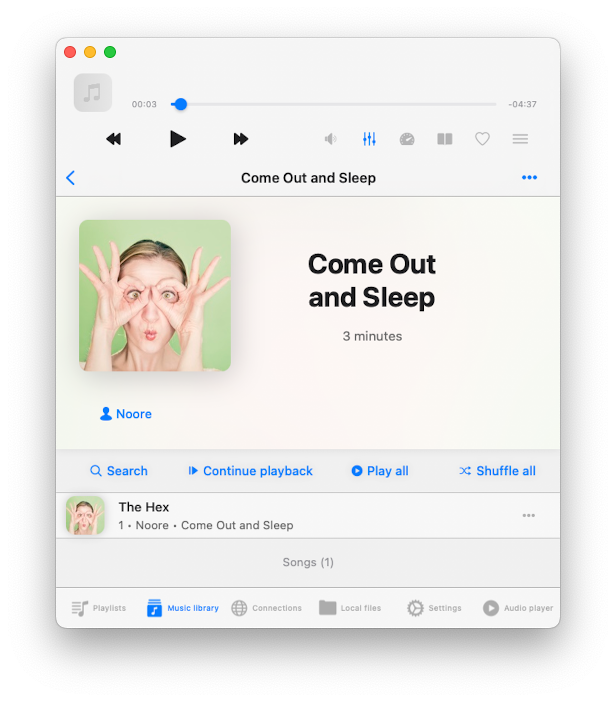 00:03
-04:37
Come Out and Sleep
Come Out
and Sleep
3 minutes
Noore
Search
Continue playback
Play all
Shuffle all
The Hex
1 • Noore • Come Out and Sleep
Songs (1)
Playlists
Music library
Connections
Local files
Settings
Audio player